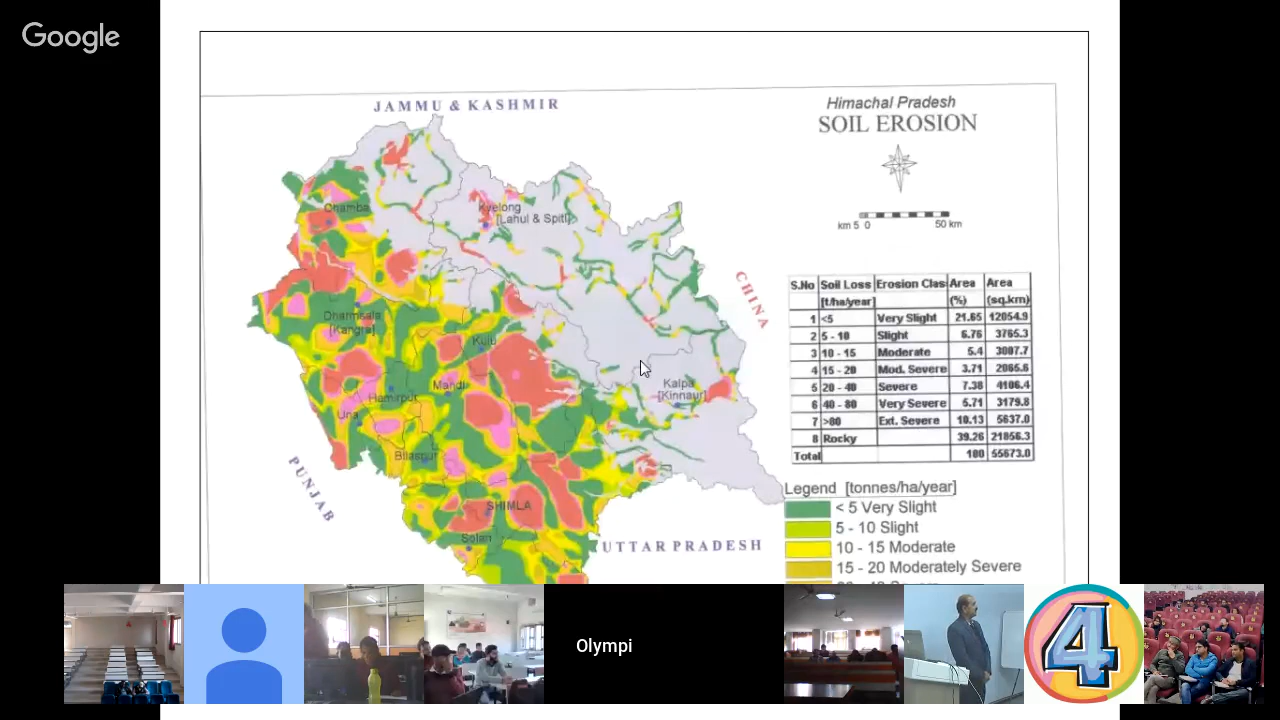 Google
JAMMU & KASHMIR
Himachal Pradesh
SOIL EROSION
km 5 0 50 km
Chamba
Kyelong
[Lahul & Spiti]
CHINA
Dharmsala
[Kangra]
Kulu
Mandi
Kalpa
[Kinnaur]
Hamirpur
Una
Bilaspur
PUNJAB
SHIMLA
Solan
UTTAR PRADESH
S.No Soil Loss Erosion Clas Area Area
[t/ha/year] (%) (sq.km)
1 <5 Very Slight 21.65 12054.9
2 5 - 10 Slight 6.76 3765.3
3 10 - 15 Moderate 5.4 3007.7
4 15 - 20 Mod. Severe 3.71 2065.6
5 20 - 40 Severe 7.38 4106.4
6 40 - 80 Very Severe 5.71 3179.8
7 >80 Ext. Severe 10.13 5637.0
8 Rocky 39.26 21856.3
Total 100 55673.0
Legend [tonnes/ha/year]
< 5 Very Slight
5 - 10 Slight
10 - 15 Moderate
15 - 20 Moderately Severe
Olympi
4